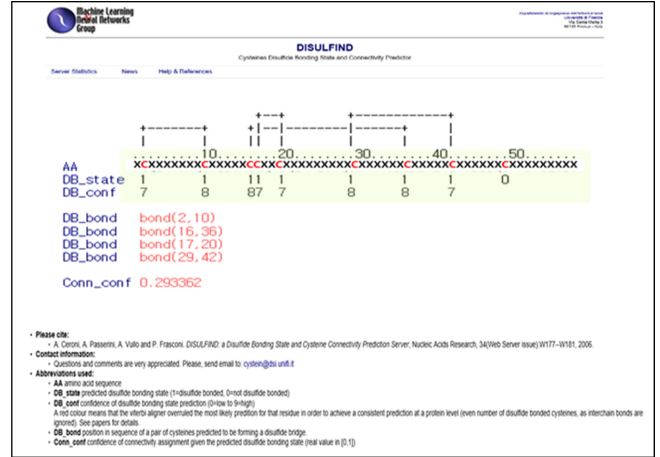 Machine Learning
Neural Networks
Group
DISULFIND
Cysteines Disulfide Bonding State and Connectivity Predictor
Server Statistics News Help & References
.........10.........20.........30.........40.........50.......
AA
DB_state 1 1 11 1 1 1 1 0
DB_conf 7 8 87 7 8 8 7
DB_bond bond(2,10)
DB_bond bond(16,36)
DB_bond bond(17,20)
DB_bond bond(29,42)
Conn_conf 0.293362
• Please cite:
◦ A. Ceroni, A. Passerini, A. Vullo and P. Frasconi. DISULFIND: a Disulfide Bonding State and Cysteine Connectivity Prediction Server, Nucleic Acids Research, 34(Web Server issue):W177--W181, 2006.
• Contact information:
◦ Questions and comments are very appreciated. Please, send email to: cystein@dsi.unifi.it
• Abbreviations used:
◦ AA amino acid sequence
◦ DB_state predicted disulfide bonding state (1=disulfide bonded, 0=not disulfide bonded)
◦ DB_conf confidence of disulfide bonding state prediction (0=low to 9=high)
A red colour means that the viterbi aligner overruled the most likely predition for that residue in order to achieve a consistent prediction at a protein level (even number of disulfide bonded cysteines, as interchain bonds are
ignored). See papers for details.
◦ DB_bond position in sequence of a pair of cysteines predicted to be forming a disulfide bridge
◦ Conn_conf confidence of connectivity assignment given the predicted disulfide bonding state (real value in [0,1])